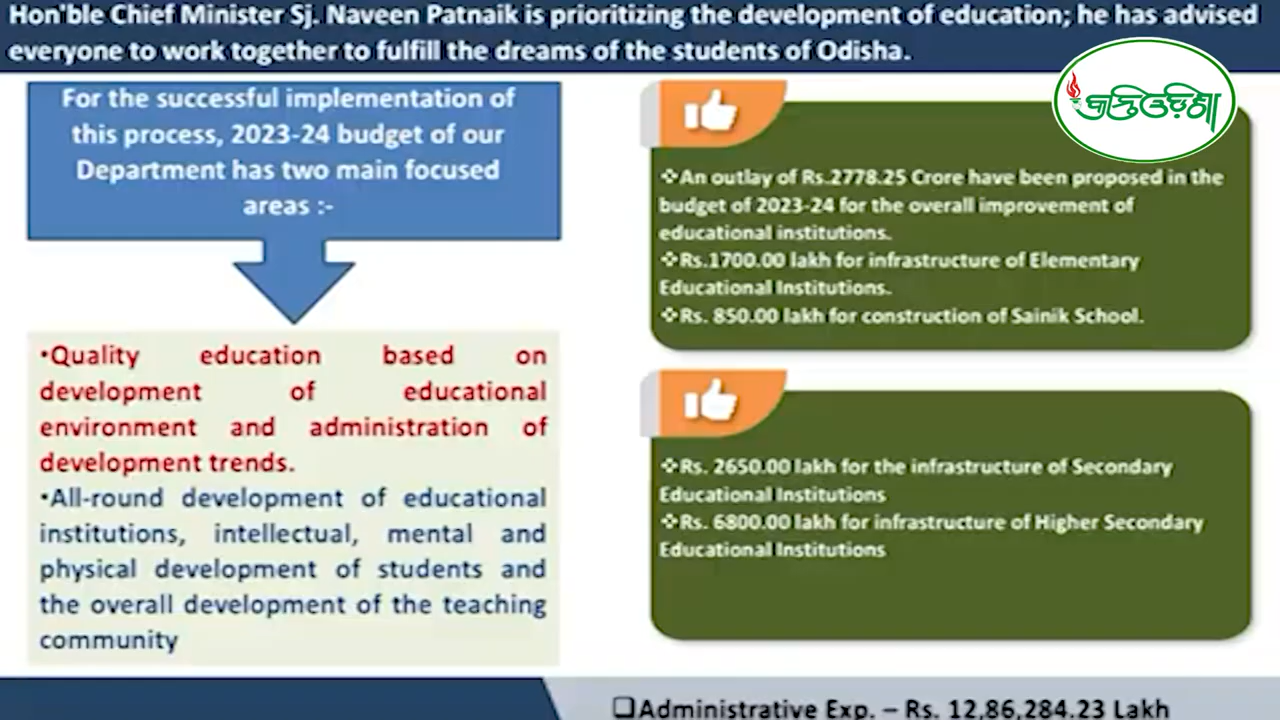 Hon'ble Chief Minister Sj. Naveen Patnaik is prioritizing the development of education; he has advised
everyone to work together to fulfill the dreams of the students of Odisha.
For the successful implementation of
this process, 2023-24 budget of our
Department has two main focused
areas :-
•Quality education based on
development of educational
environment and administration of
development trends.
•All-round development of educational
institutions, intellectual, mental and
physical development of students and
the overall development of the teaching
community
❖An outlay of Rs.2778.25 Crore have been proposed in the
budget of 2023-24 for the overall improvement of
educational institutions.
❖Rs.1700.00 lakh for infrastructure of Elementary
Educational Institutions.
❖Rs. 850.00 lakh for construction of Sainik School.
❖Rs. 2650.00 lakh for the infrastructure of Secondary
Educational Institutions
❖Rs. 6800.00 lakh for infrastructure of Higher Secondary
Educational Institutions
❑Administrative Exp. – Rs. 12,86,284.23 Lakh